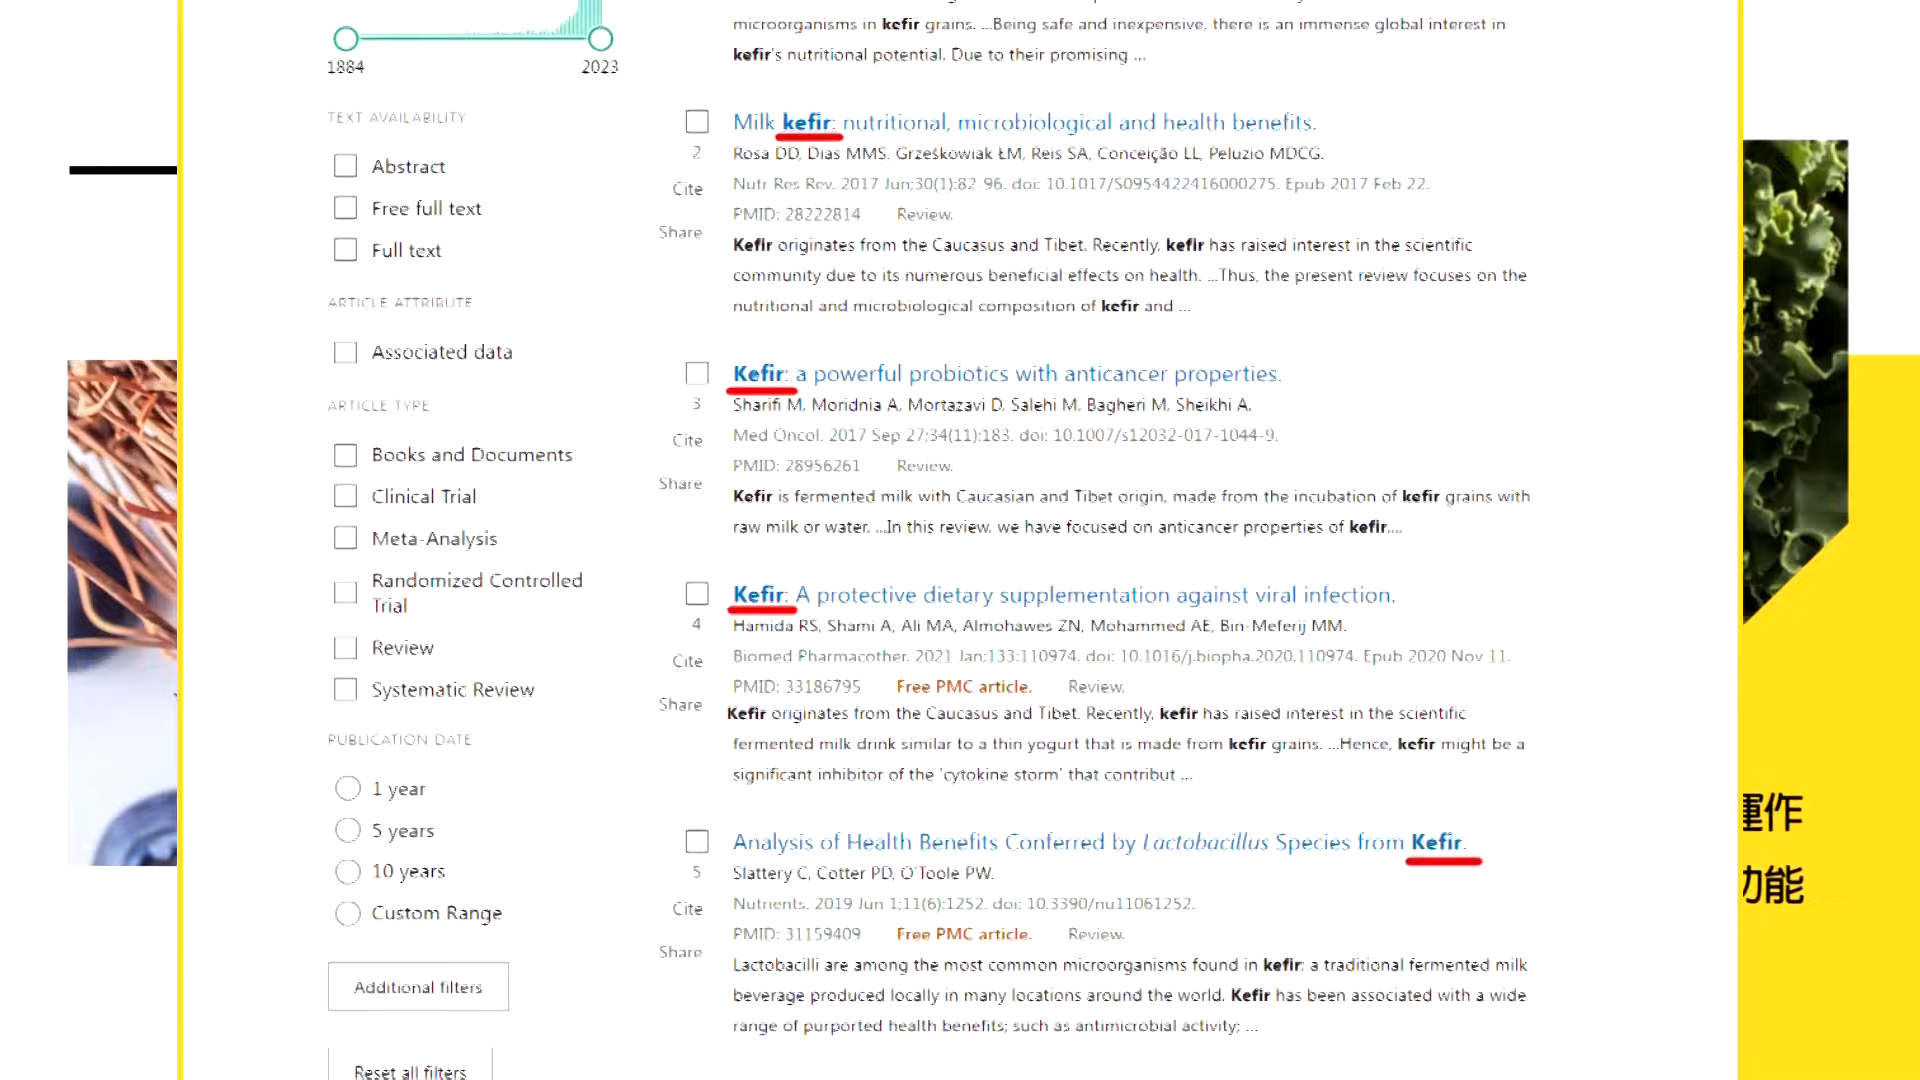 1884
2023
TEXT AVAILABILITY
Abstract
Free full text
Full text
ARTICLE ATTRIBUTE
Associated data
ARTICLE TYPE
Books and Documents
Clinical Trial
Meta-Analysis
Randomized Controlled
Trial
Review
Systematic Review
PUBLICATION DATE
1 year
5 years
10 years
Custom Range
Additional filters
Reset all filters
microorganisms in kefir grains. ...Being safe and inexpensive, there is an immense global interest in
kefir's nutritional potential. Due to their promising ...
Milk kefir: nutritional, microbiological and health benefits.
2
Cite
Share
Rosa DD, Dias MMS, Grześkowiak ŁM, Reis SA, Conceição LL, Peluzio MDCG.
Nutr Res Rev. 2017 Jun;30(1):82-96. doi: 10.1017/S0954422416000275. Epub 2017 Feb 22.
PMID: 28222814 Review.
Kefir originates from the Caucasus and Tibet. Recently, kefir has raised interest in the scientific
community due to its numerous beneficial effects on health. ...Thus, the present review focuses on the
nutritional and microbiological composition of kefir and ...
Kefir: a powerful probiotics with anticancer properties.
3
Cite
Share
Sharifi M, Moridnia A, Mortazavi D, Salehi M, Bagheri M, Sheikhi A.
Med Oncol. 2017 Sep 27;34(11):183. doi: 10.1007/s12032-017-1044-9.
PMID: 28956261 Review.
Kefir is fermented milk with Caucasian and Tibet origin, made from the incubation of kefir grains with
raw milk or water. ...In this review, we have focused on anticancer properties of kefir....
Kefir: A protective dietary supplementation against viral infection.
4
Cite
Share
Hamida RS, Shami A, Ali MA, Almohawes ZN, Mohammed AE, Bin-Meferij MM.
Biomed Pharmacother. 2021 Jan;133:110974. doi: 10.1016/j.biopha.2020.110974. Epub 2020 Nov 11.
PMID: 33186795 Free PMC article. Review.
Kefir originates from the Caucasus and Tibet. Recently, kefir has raised interest in the scientific
fermented milk drink similar to a thin yogurt that is made from kefir grains. ...Hence, kefir might be a
significant inhibitor of the 'cytokine storm' that contribut ...
Analysis of Health Benefits Conferred by Lactobacillus Species from Kefir.
5
Cite
Share
Slattery C, Cotter PD, O'Toole PW.
Nutrients. 2019 Jun 1;11(6):1252. doi: 10.3390/nu11061252.
PMID: 31159409 Free PMC article. Review.
Lactobacilli are among the most common microorganisms found in kefir; a traditional fermented milk
beverage produced locally in many locations around the world. Kefir has been associated with a wide
range of purported health benefits; such as antimicrobial activity; ...
運作
功能